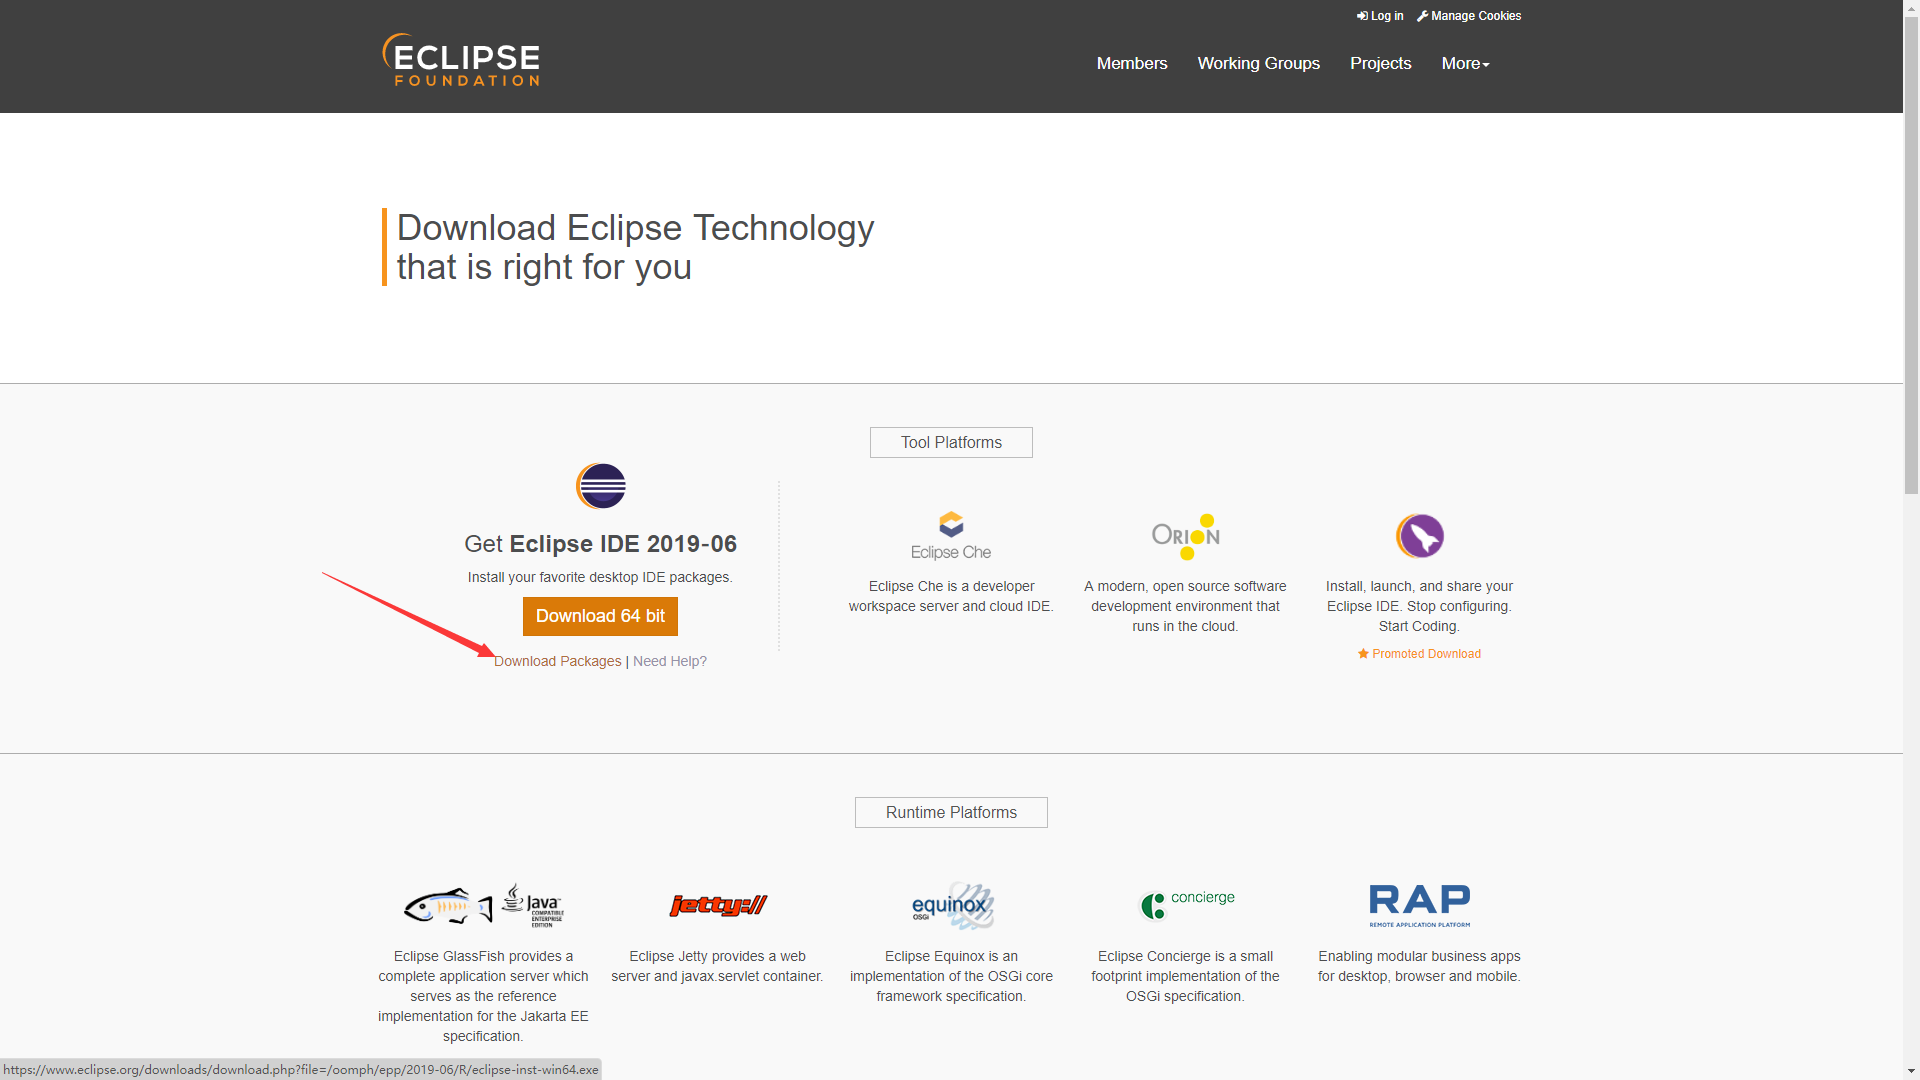 Log in Manage Cookies
ECLIPSE
FOUNDATION
Members Working Groups Projects More
Download Eclipse Technology
that is right for you
Tool Platforms
Get Eclipse IDE 2019-06
Install your favorite desktop IDE packages.
Download 64 bit
Download Packages | Need Help?
Eclipse Che
Eclipse Che is a developer
workspace server and cloud IDE.
ORION
A modern, open source software
development environment that
runs in the cloud.
Install, launch, and share your
Eclipse IDE. Stop configuring.
Start Coding.
Promoted Download
Runtime Platforms
Java™
COMPATIBLE
ENTERPRISE
EDITION
Eclipse GlassFish provides a
complete application server which
serves as the reference
implementation for the Jakarta EE
specification.
jetty://
Eclipse Jetty provides a web
server and javax.servlet container.
equinox
OSGi
Eclipse Equinox is an
implementation of the OSGi core
framework specification.
concierge
Eclipse Concierge is a small
footprint implementation of the
OSGi specification.
RAP
REMOTE APPLICATION PLATFORM
Enabling modular business apps
for desktop, browser and mobile.
https://www.eclipse.org/downloads/download.php?file=/oomph/epp/2019-06/R/eclipse-inst-win64.exe